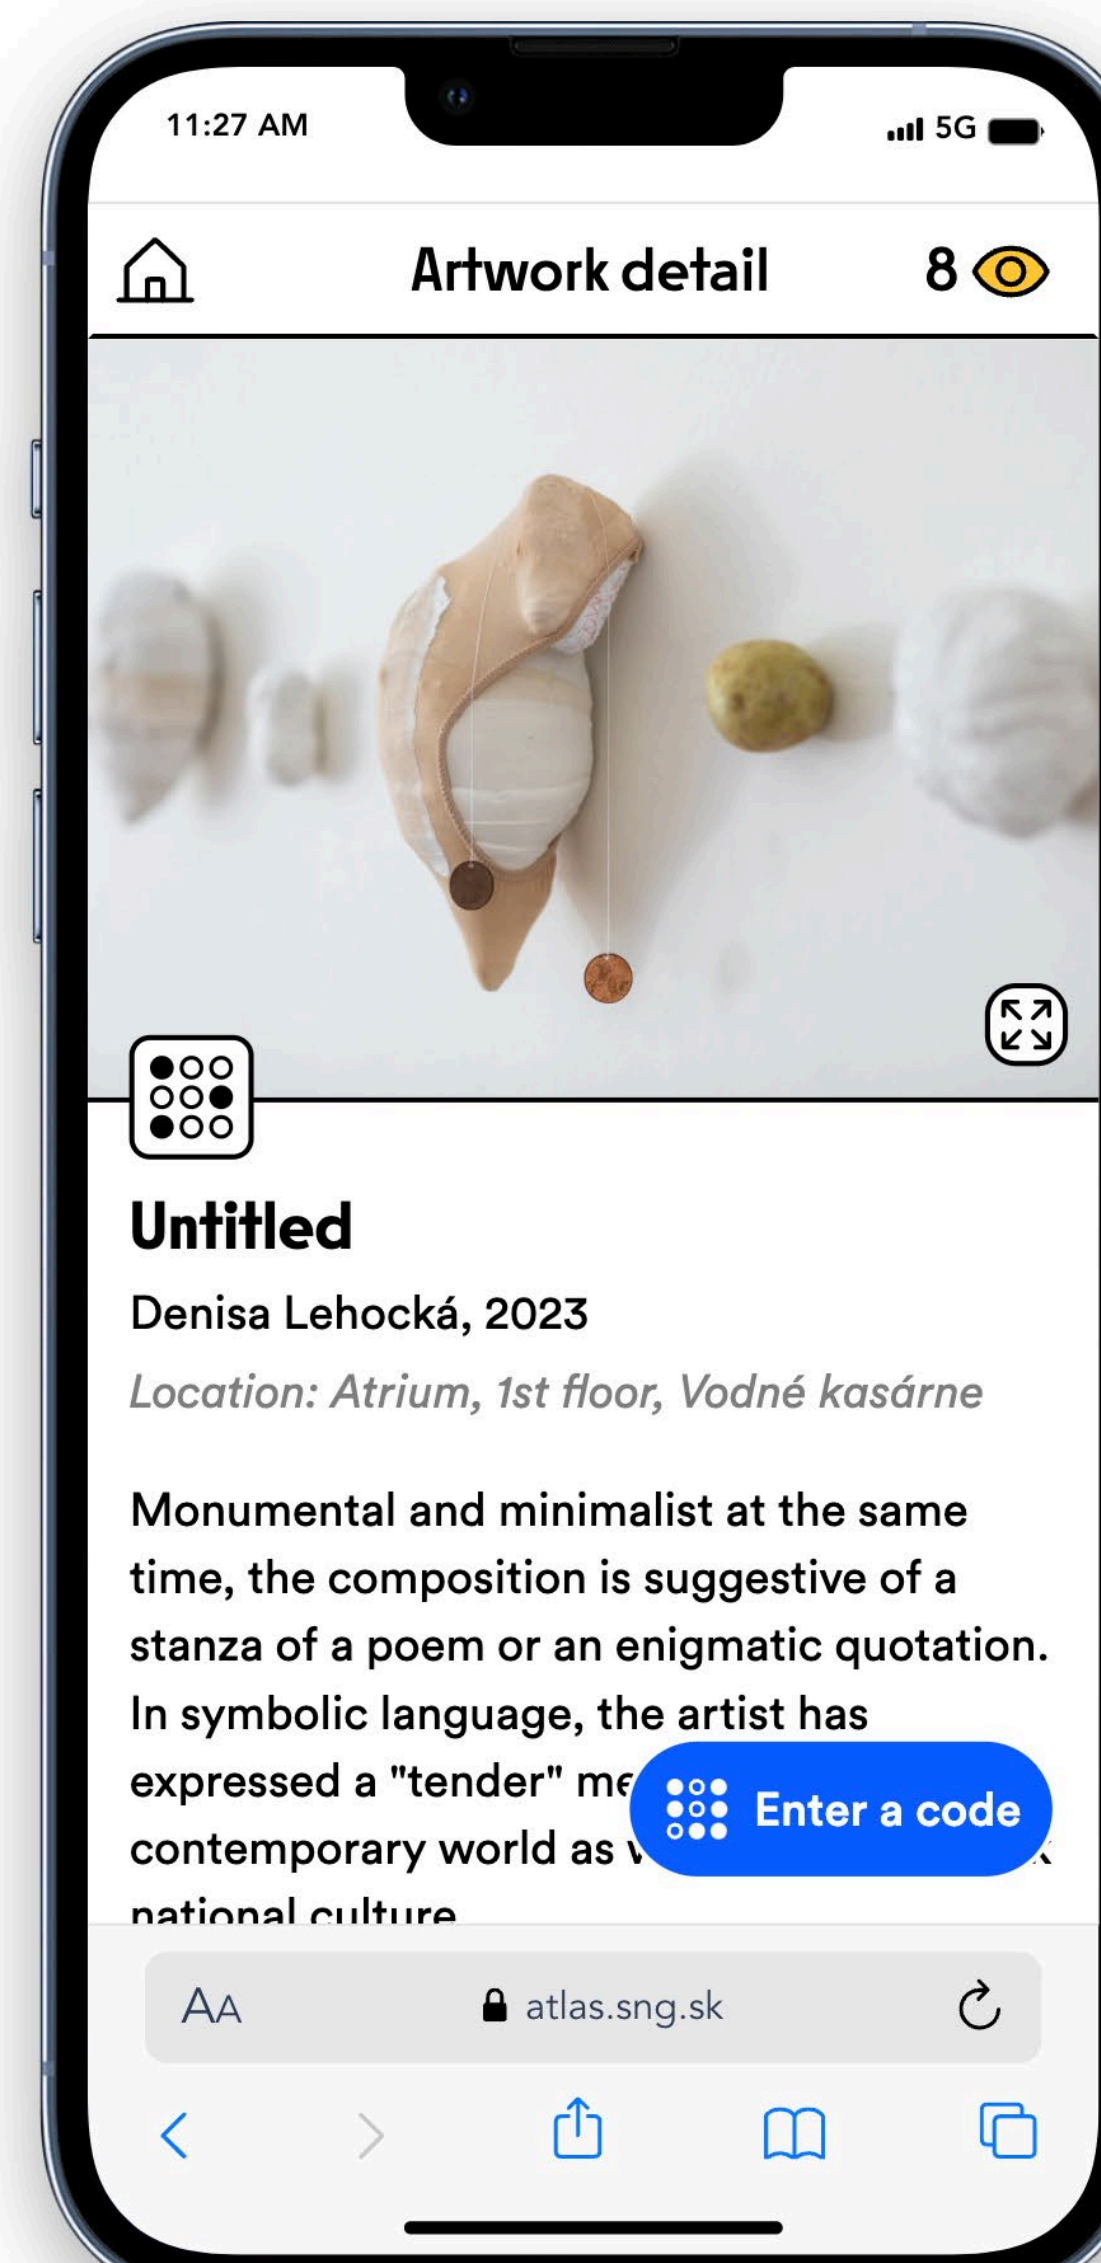 11:27 AM
5G
Artwork detail
8
Untitled
Denisa Lehocká, 2023
Location: Atrium, 1st floor, Vodné kasárne
Monumental and minimalist at the same
time, the composition is suggestive of a
stanza of a poem or an enigmatic quotation.
In symbolic language, the artist has
expressed a "tender"
contemporary world as
national culture
Enter a code
AA
atlas.sng.sk